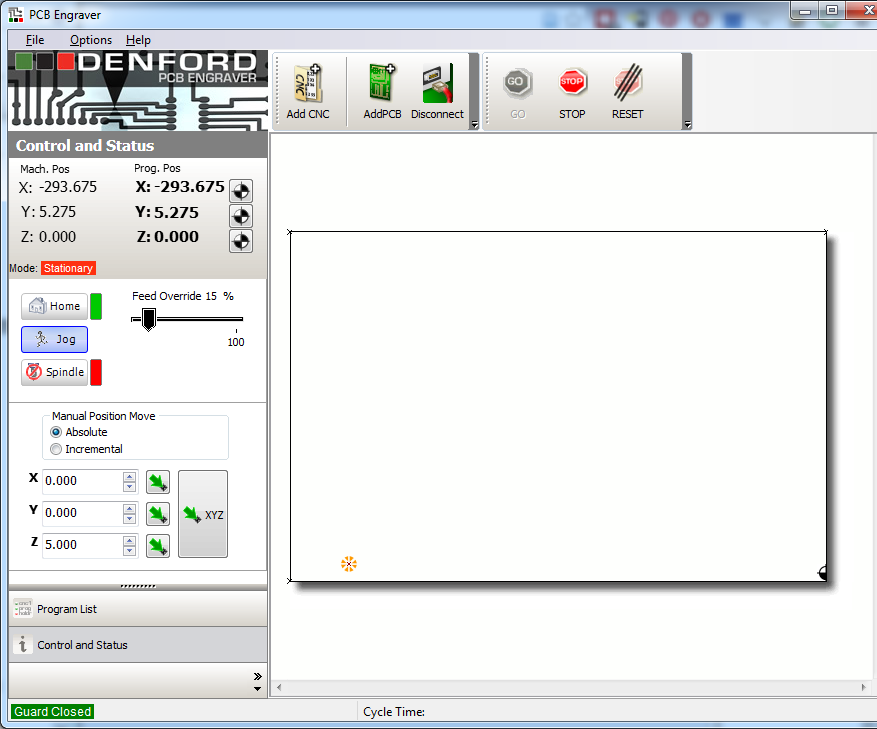 PCB Engraver
File Options Help
DENFORD
PCB ENGRAVER
Add CNC AddPCB Disconnect GO STOP RESET
CNC
GO
STOP
Control and Status
Mach. Pos Prog. Pos
X: -293.675 X: -293.675
Y: 5.275 Y: 5.275
Z: 0.000 Z: 0.000
Mode: Stationary
Home Feed Override 15 %
Jog 100
Spindle
Manual Position Move
Absolute
Incremental
X 0.000
Y 0.000 XYZ
Z 5.000
Program List
Control and Status
Guard Closed Cycle Time: